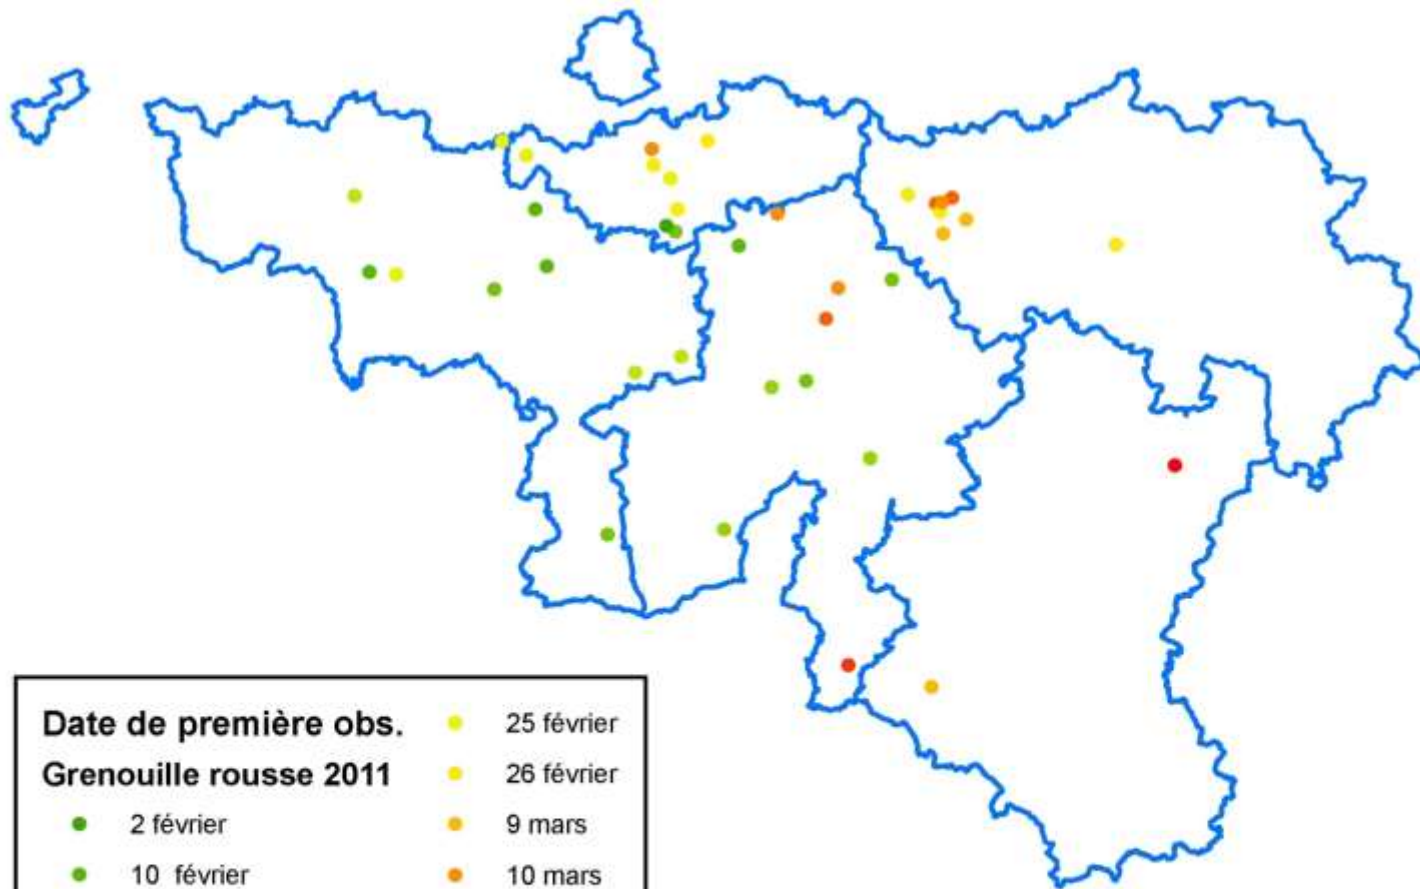 Date de première obs.
Grenouille rousse 2011
2 février
10 février
25 février
26 février
9 mars
10 mars